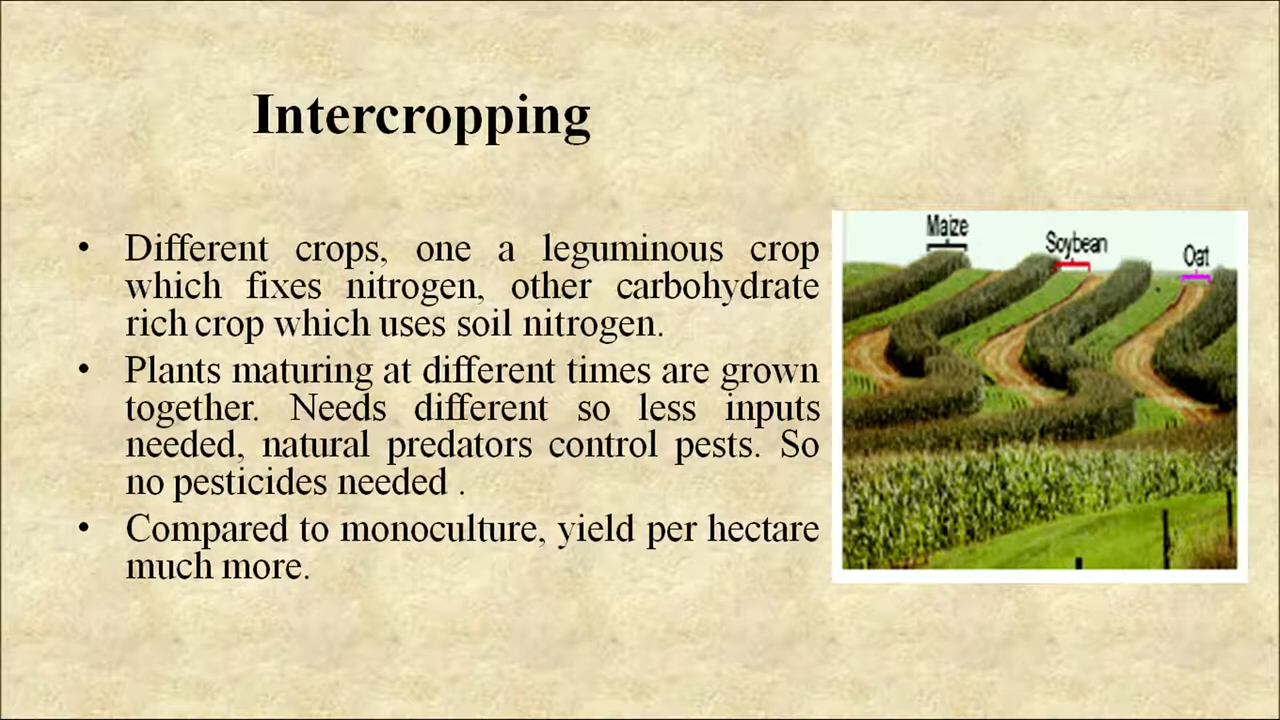 Intercropping
• Different crops, one a leguminous crop
which fixes nitrogen, other carbohydrate
rich crop which uses soil nitrogen.
• Plants maturing at different times are grown
together. Needs different so less inputs
needed, natural predators control pests. So
no pesticides needed .
• Compared to monoculture, yield per hectare
much more.
Maize
Soybean
Oat